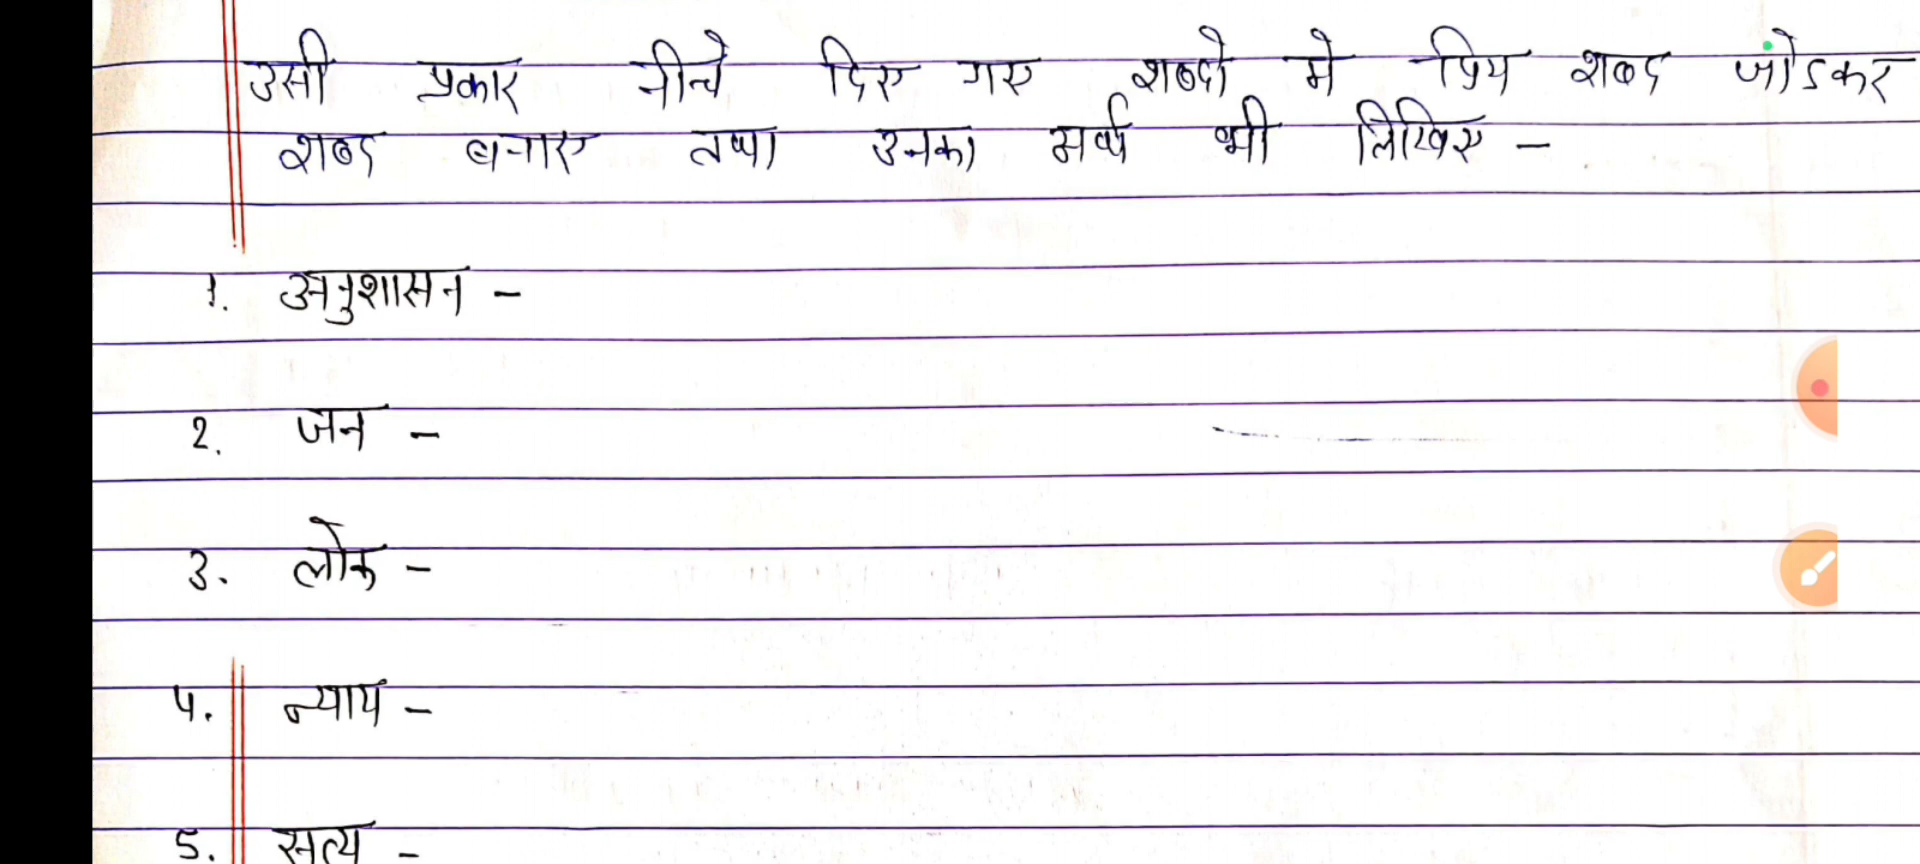 उसी प्रकार नीचे दिए गए शब्दो मे प्रिय शब्द जोडकर
शब्द बनाए तथा उनका अर्थ भी लिखिए -
1. अनुशासन -
2. जन -
3. लोक -
4. न्याय -
5. सत्य -